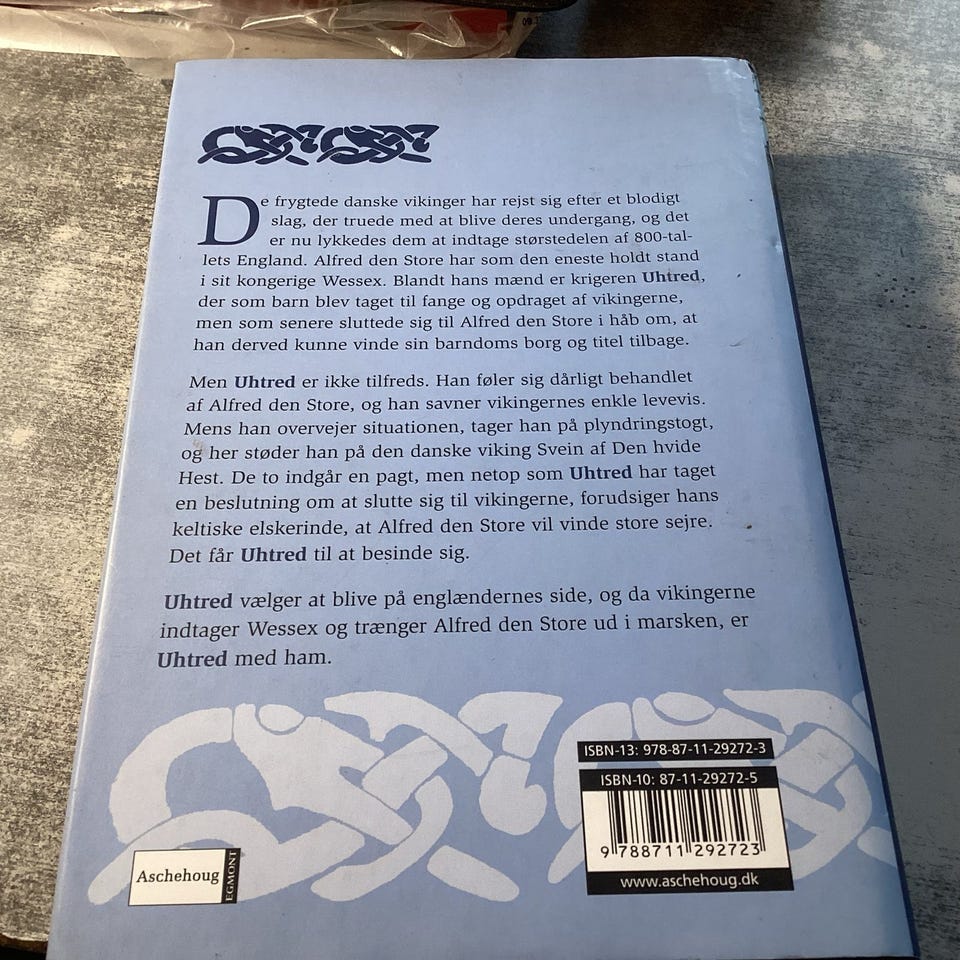 09.1
De frygtede danske vikinger har rejst sig efter et blodigt
slag, der truede med at blive deres undergang, og det
er nu lykkedes dem at indtage størstedelen af 800-tal-
lets England. Alfred den Store har som den eneste holdt stand
i sit kongerige Wessex. Blandt hans mænd er krigeren Uhtred,
der som barn blev taget til fange og opdraget af vikingerne,
men som senere sluttede sig til Alfred den Store i håb om, at
han derved kunne vinde sin barndoms borg og titel tilbage.
Men Uhtred er ikke tilfreds. Han føler sig dårligt behandlet
af Alfred den Store, og han savner vikingernes enkle levevis.
Mens han overvejer situationen, tager han på plyndringstogt,
og her støder han på den danske viking Svein af Den hvide
Hest. De to indgår en pagt, men netop som Uhtred har taget
en beslutning om at slutte sig til vikingerne, forudsiger hans
keltiske elskerinde, at Alfred den Store vil vinde store sejre.
Det får Uhtred til at besinde sig.
Uhtred vælger at blive på englændernes side, og da vikingerne
indtager Wessex og trænger Alfred den Store ud i marsken, er
Uhtred med ham.
ISBN-13: 978-87-11-29272-3
ISBN-10: 87-11-29272-5
9 788711 292723
www.aschehoug.dk
Aschehoug
EGMONT